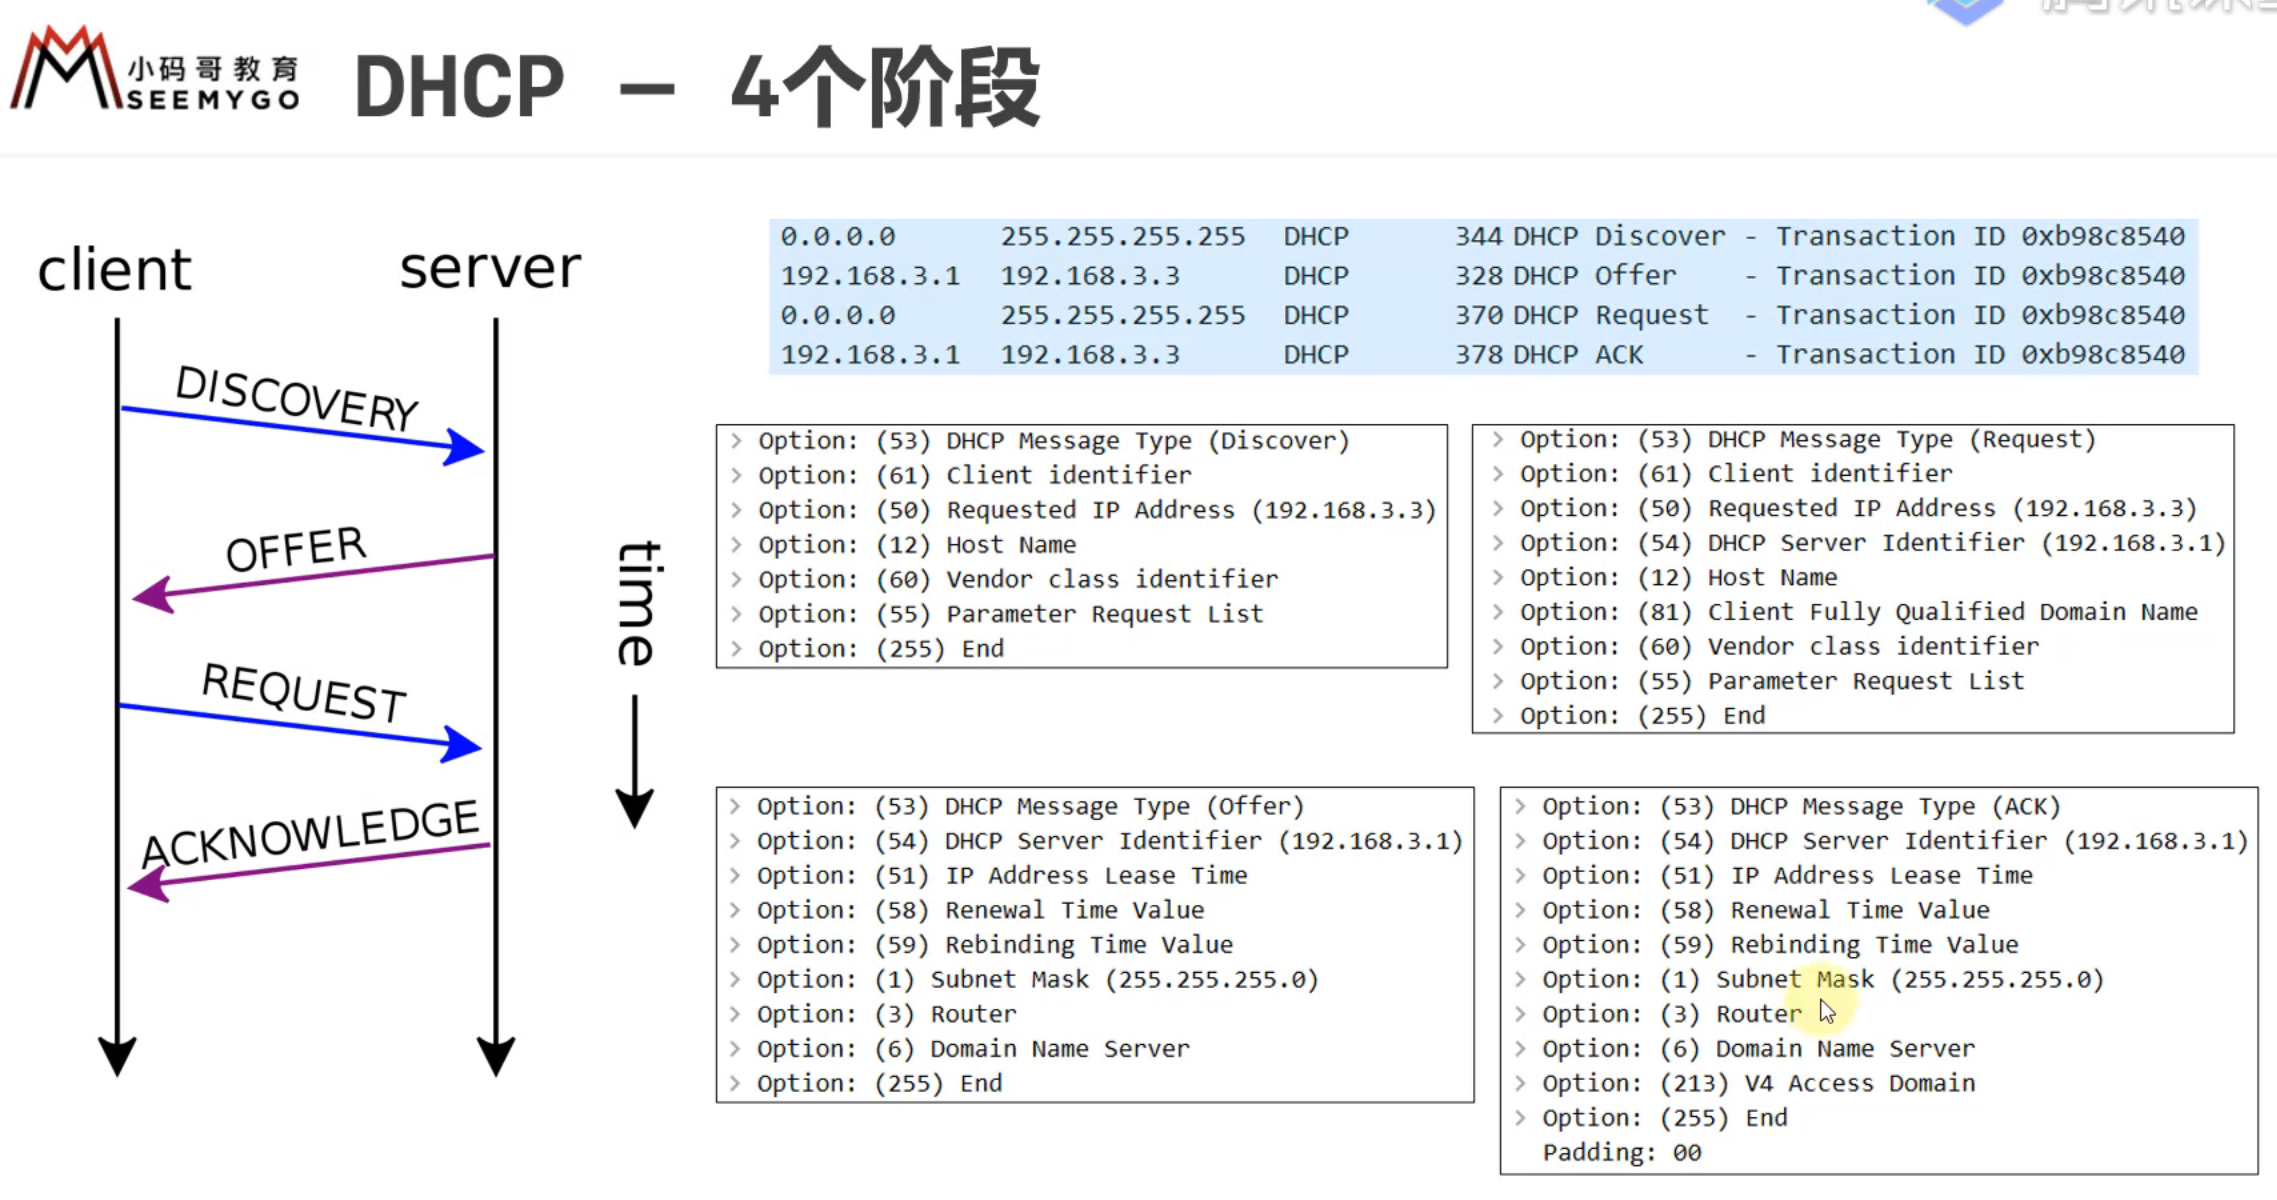 小码哥教育
SEEMYGO
DHCP – 4个阶段
client
server
DISCOVERY
OFFER
REQUEST
ACKNOWLEDGE
time
0.0.0.0 255.255.255.255 DHCP 344 DHCP Discover - Transaction ID 0xb98c8540
192.168.3.1 192.168.3.3 DHCP 328 DHCP Offer - Transaction ID 0xb98c8540
0.0.0.0 255.255.255.255 DHCP 370 DHCP Request - Transaction ID 0xb98c8540
192.168.3.1 192.168.3.3 DHCP 378 DHCP ACK - Transaction ID 0xb98c8540
> Option: (53) DHCP Message Type (Discover)
> Option: (61) Client identifier
> Option: (50) Requested IP Address (192.168.3.3)
> Option: (12) Host Name
> Option: (60) Vendor class identifier
> Option: (55) Parameter Request List
> Option: (255) End
> Option: (53) DHCP Message Type (Request)
> Option: (61) Client identifier
> Option: (50) Requested IP Address (192.168.3.3)
> Option: (54) DHCP Server Identifier (192.168.3.1)
> Option: (12) Host Name
> Option: (81) Client Fully Qualified Domain Name
> Option: (60) Vendor class identifier
> Option: (55) Parameter Request List
> Option: (255) End
> Option: (53) DHCP Message Type (Offer)
> Option: (54) DHCP Server Identifier (192.168.3.1)
> Option: (51) IP Address Lease Time
> Option: (58) Renewal Time Value
> Option: (59) Rebinding Time Value
> Option: (1) Subnet Mask (255.255.255.0)
> Option: (3) Router
> Option: (6) Domain Name Server
> Option: (255) End
> Option: (53) DHCP Message Type (ACK)
> Option: (54) DHCP Server Identifier (192.168.3.1)
> Option: (51) IP Address Lease Time
> Option: (58) Renewal Time Value
> Option: (59) Rebinding Time Value
> Option: (1) Subnet Mask (255.255.255.0)
> Option: (3) Router
> Option: (6) Domain Name Server
> Option: (213) V4 Access Domain
> Option: (255) End
Padding: 00